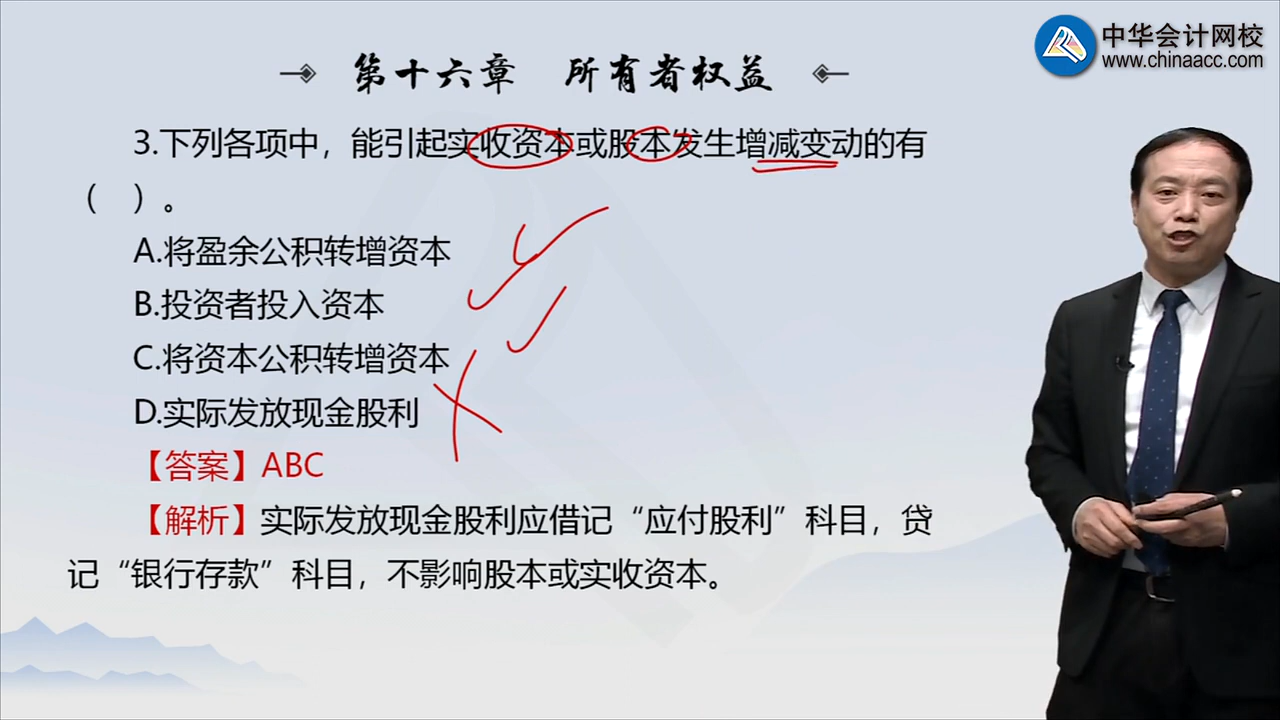 中华会计网校
www.chinaacc.com
第十六章 所有者权益
3.下列各项中，能引起实收资本或股本发生增减变动的有
（ ）。
A.将盈余公积转增资本
B.投资者投入资本
C.将资本公积转增资本
D.实际发放现金股利
【答案】ABC
【解析】实际发放现金股利应借记“应付股利”科目，贷
记“银行存款”科目，不影响股本或实收资本。